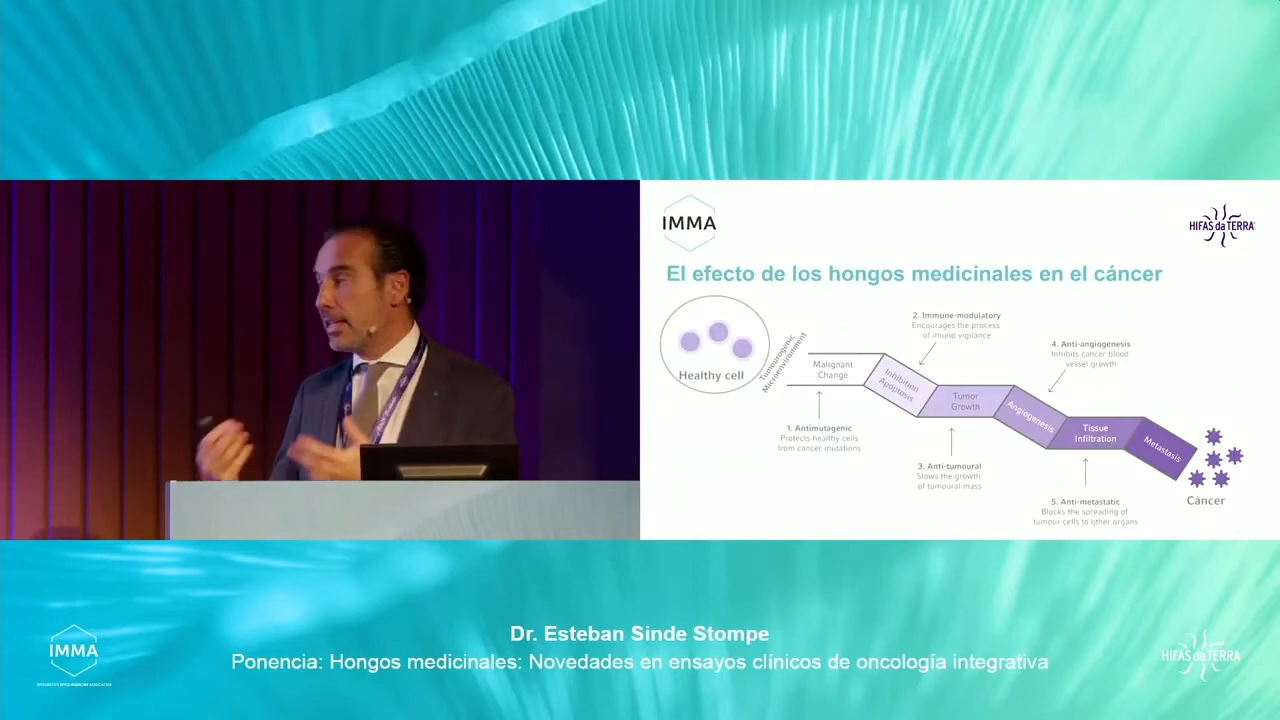 IMMA
HIFAS da TERRA
El efecto de los hongos medicinales en el cáncer
Healthy cell
Tumourogenic
Microenvironment
Malignant
Change
Inhibition
Apoptosis
Tumor
Growth
Angiogenesis
Tissue
Infiltration
Metastasis
Cáncer
1. Antimutagenic
Protects healthy cells
from cancer mutations
2. Immune-modulatory
Encourages the process
of imuno vigilance
3. Anti-tumoural
Slows the growth
of tumoural mass
4. Anti-angiogenesis
Inhibits cancer blood
vessel growth
5. Anti-metastatic
Blocks the spreading of
tumour cells to other organs
Dr. Esteban Sinde Stompe
Ponencia: Hongos medicinales: Novedades en ensayos clínicos de oncología integrativa
IMMA
INTEGRATIVE MYCOMEDICINE ASSOCIATION
HIFAS da TERRA